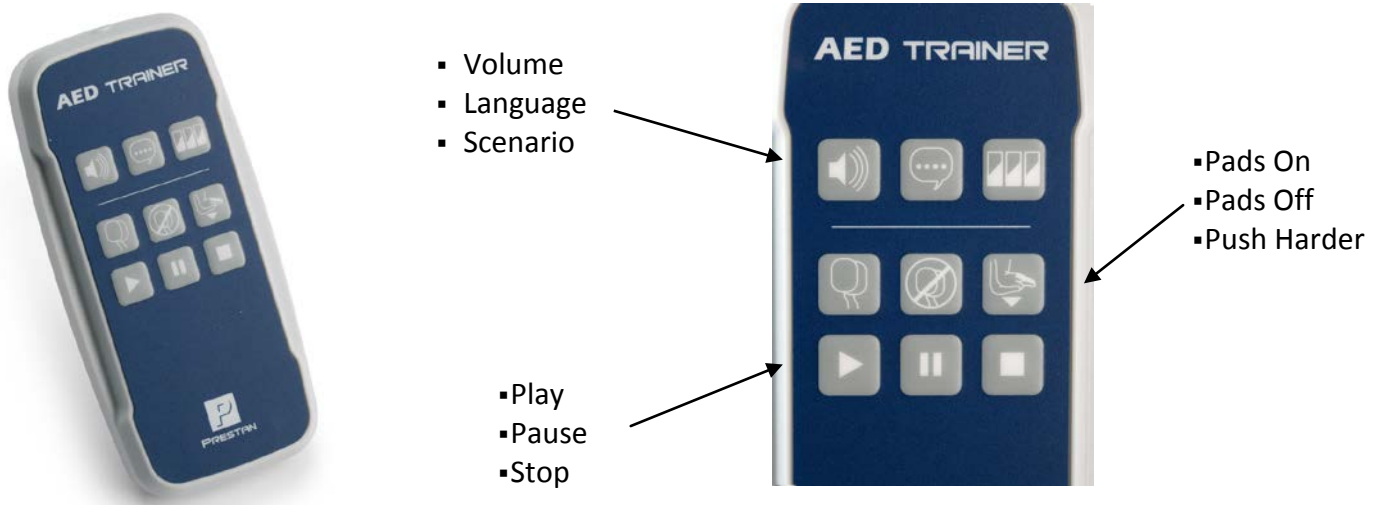 AED TRAINER
PRESTAN
▪ Volume
▪ Language
▪ Scenario
AED TRAINER
▪Pads On
▪Pads Off
▪Push Harder
▪Play
▪Pause
▪Stop